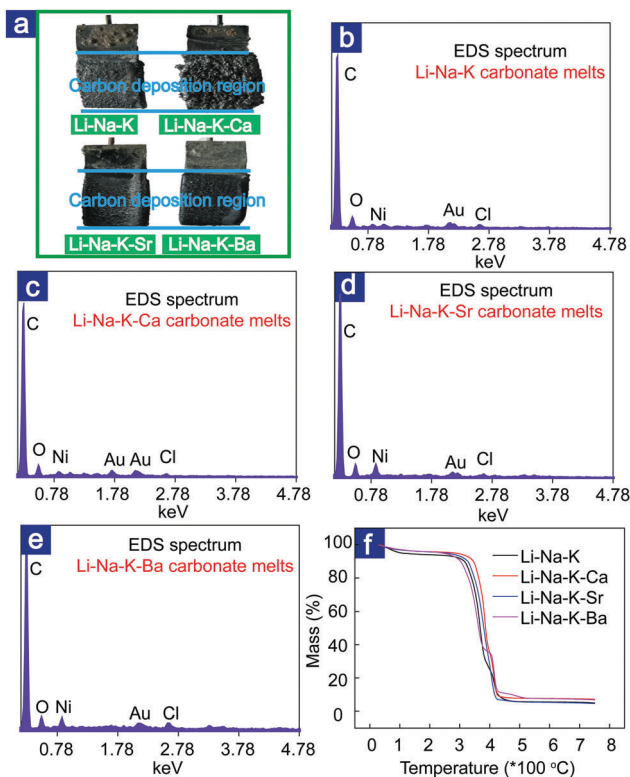 a
Carbon deposition region
Li-Na-K
Li-Na-K-Ca
Carbon deposition region
Li-Na-K-Sr
Li-Na-K-Ba
b
EDS spectrum
Li-Na-K carbonate melts
C
O
Ni
Au
Cl
0.78 1.78 2.78 3.78 4.78
keV
c
EDS spectrum
Li-Na-K-Ca carbonate melts
C
O
Ni
Au
Au
Cl
0.78 1.78 2.78 3.78 4.78
keV
d
EDS spectrum
Li-Na-K-Sr carbonate melts
C
O
Ni
Au
Cl
0.78 1.78 2.78 3.78 4.78
keV
e
EDS spectrum
Li-Na-K-Ba carbonate melts
C
O
Ni
Au
Cl
0.78 1.78 2.78 3.78 4.78
keV
f
Li-Na-K
Li-Na-K-Ca
Li-Na-K-Sr
Li-Na-K-Ba
Mass (%)
100
80
60
40
20
0
0 1 2 3 4 5 6 7 8
Temperature (*100 °C)